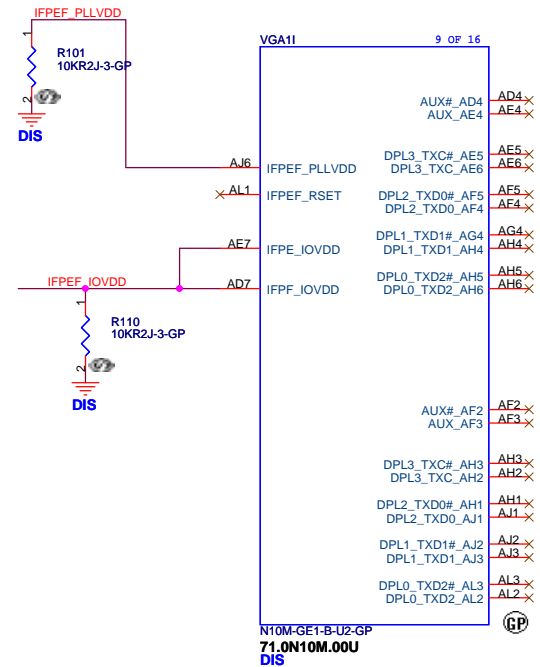 IFPEF_PLLVDD
1
R101
10KR2J-3-GP
2
DIS
VGA1I
9 OF 16
AJ6
IFPEF_PLLVDD
AL1
IFPEF_RSET
AE7
IFPE_IOVDD
IFPEF_IOVDD
AD7
IFPF_IOVDD
1
R110
10KR2J-3-GP
2
DIS
AUX#_AD4
AD4
AUX_AE4
AE4
DPL3_TXC#_AE5
AE5
DPL3_TXC_AE6
AE6
DPL2_TXD0#_AF5
AF5
DPL2_TXD0_AF4
AF4
DPL1_TXD1#_AG4
AG4
DPL1_TXD1_AH4
AH4
DPL0_TXD2#_AH5
AH5
DPL0_TXD2_AH6
AH6
AUX#_AF2
AF2
AUX_AF3
AF3
DPL3_TXC#_AH3
AH3
DPL3_TXC_AH2
AH2
DPL2_TXD0#_AH1
AH1
DPL2_TXD0_AJ1
AJ1
DPL1_TXD1#_AJ2
AJ2
DPL1_TXD1_AJ3
AJ3
DPL0_TXD2#_AL3
AL3
DPL0_TXD2_AL2
AL2
GP
N10M-GE1-B-U2-GP
71.0N10M.00U
DIS